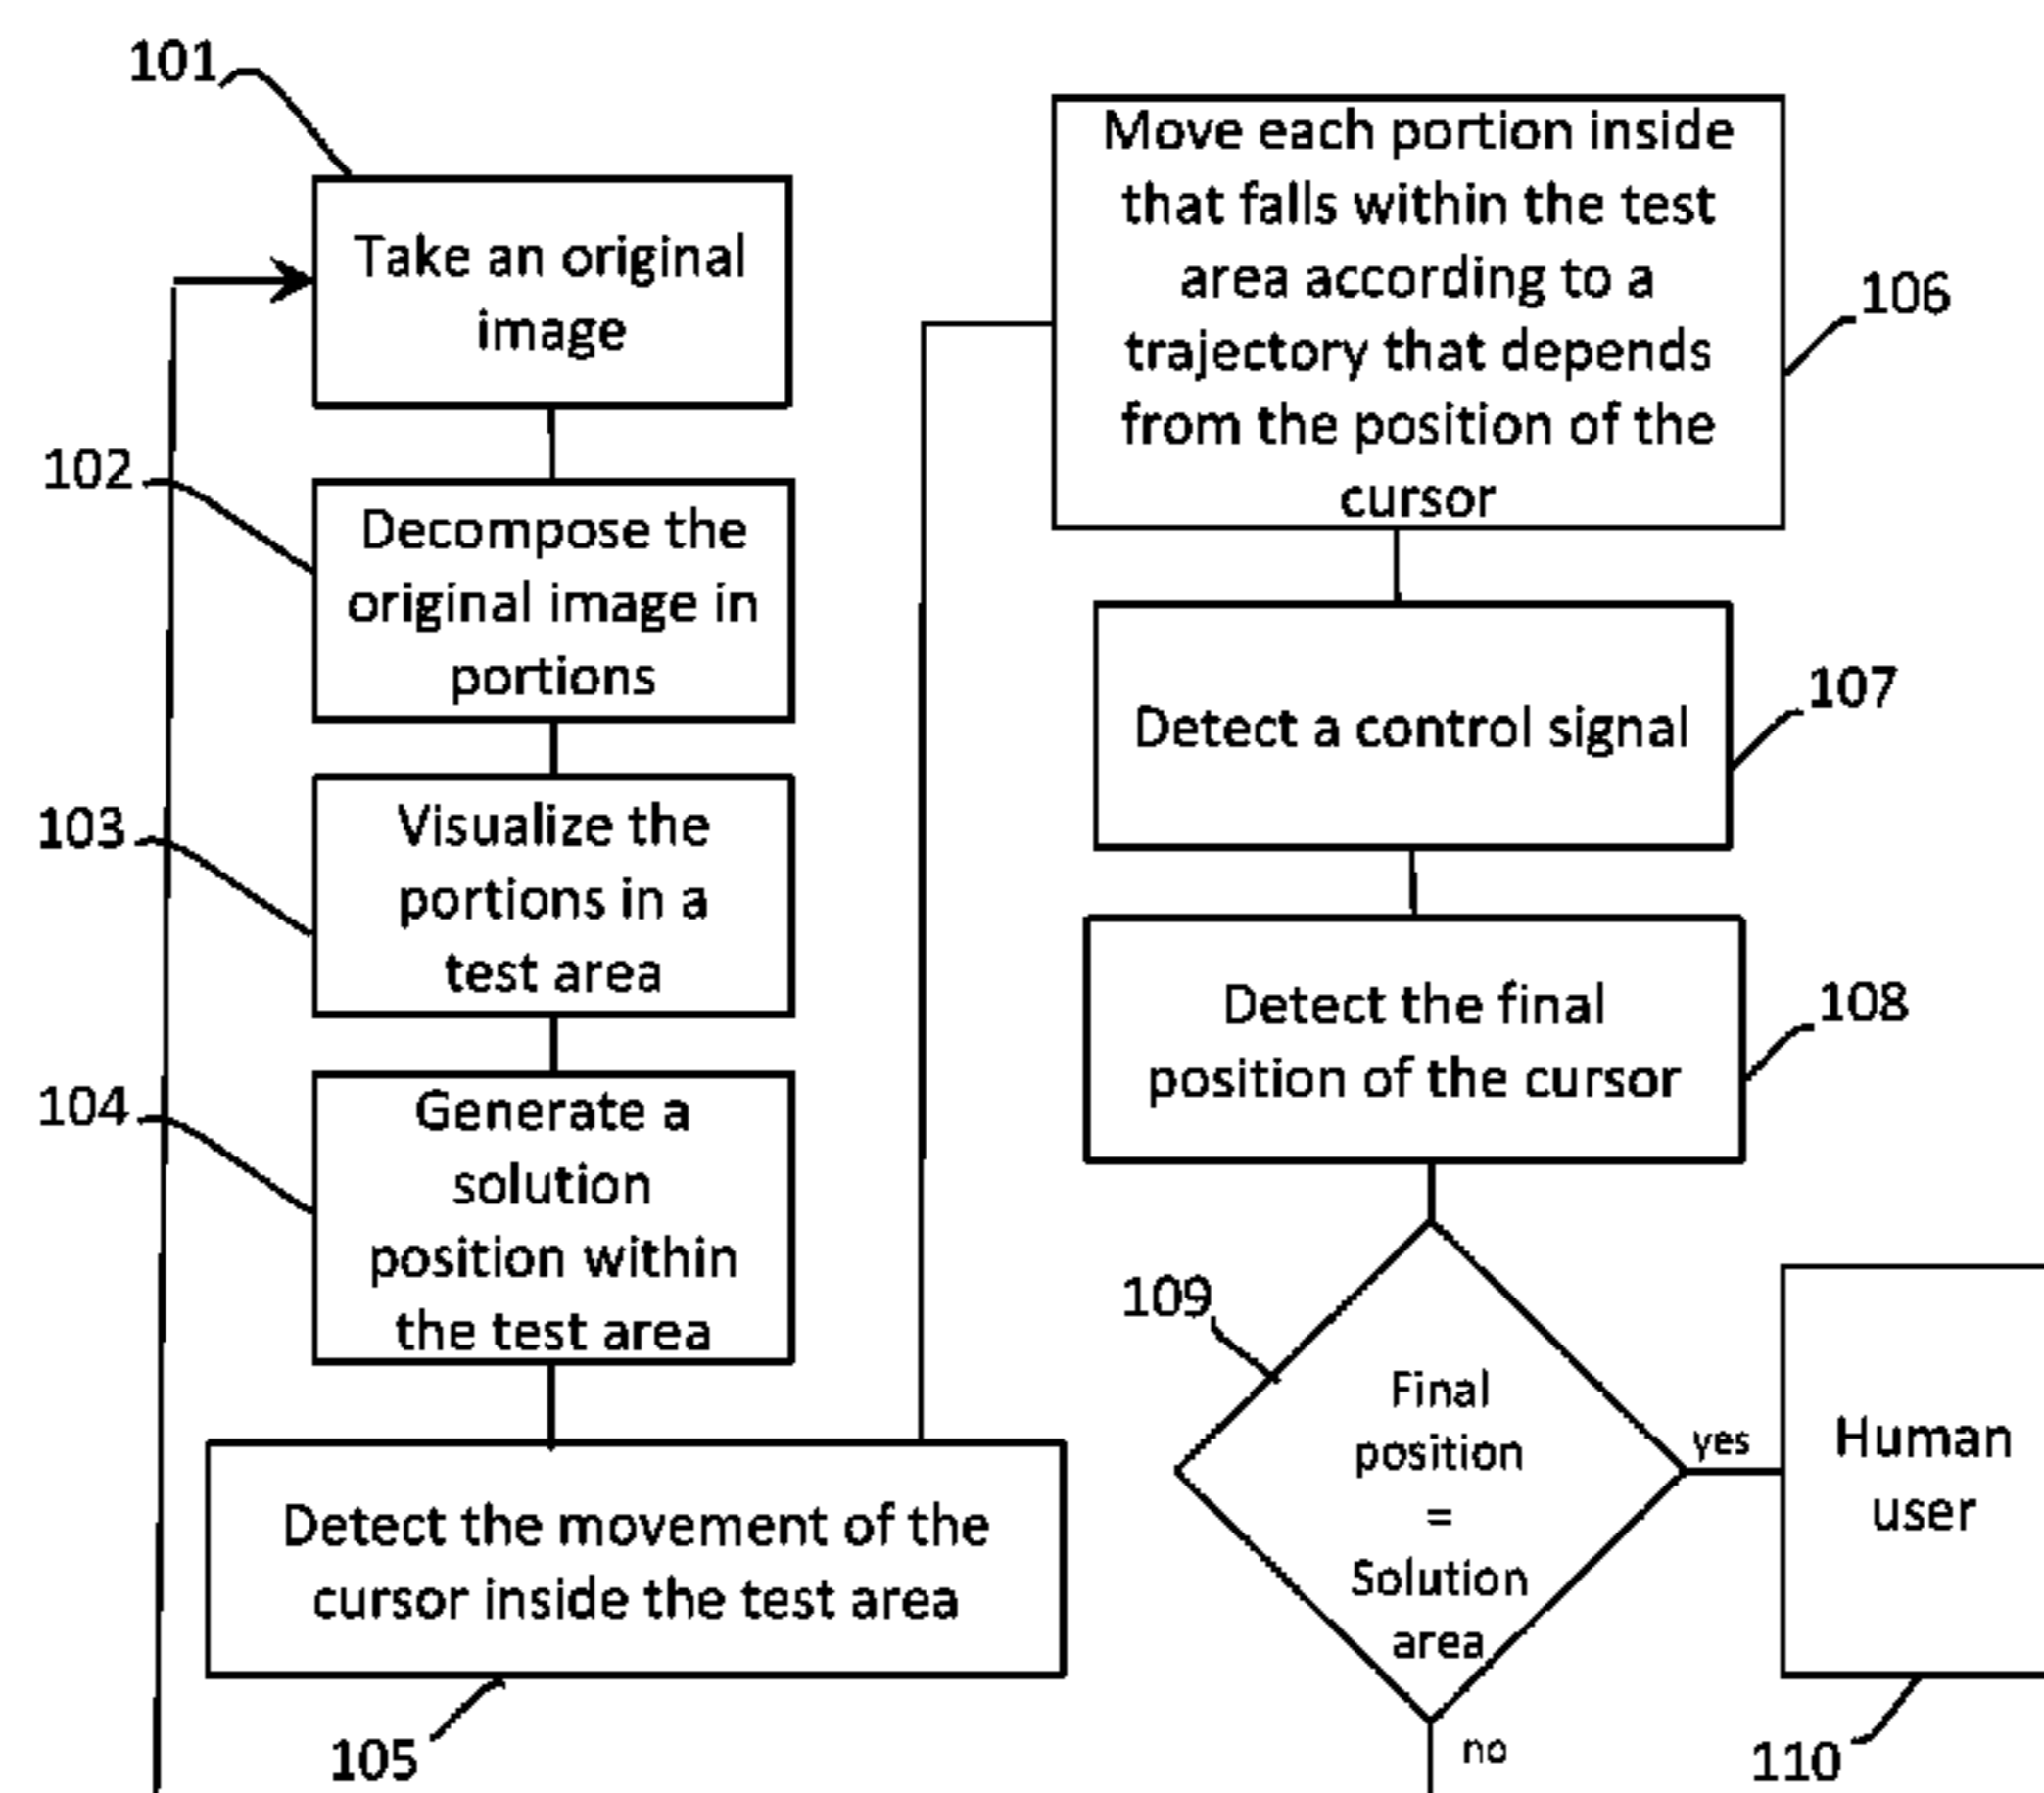 101
Take an original
image
102
Decompose the
original image in
portions
103
Visualize the
portions in a
test area
104
Generate a
solution
position within
the test area
Detect the movement of the
cursor inside the test area
105
Move each portion inside
that falls within the test
area according to a
trajectory that depends
from the position of the
cursor
106
Detect a control signal
107
Detect the final
position of the cursor
108
109
Final
position
=
Solution
area
yes
Human
user
110
no